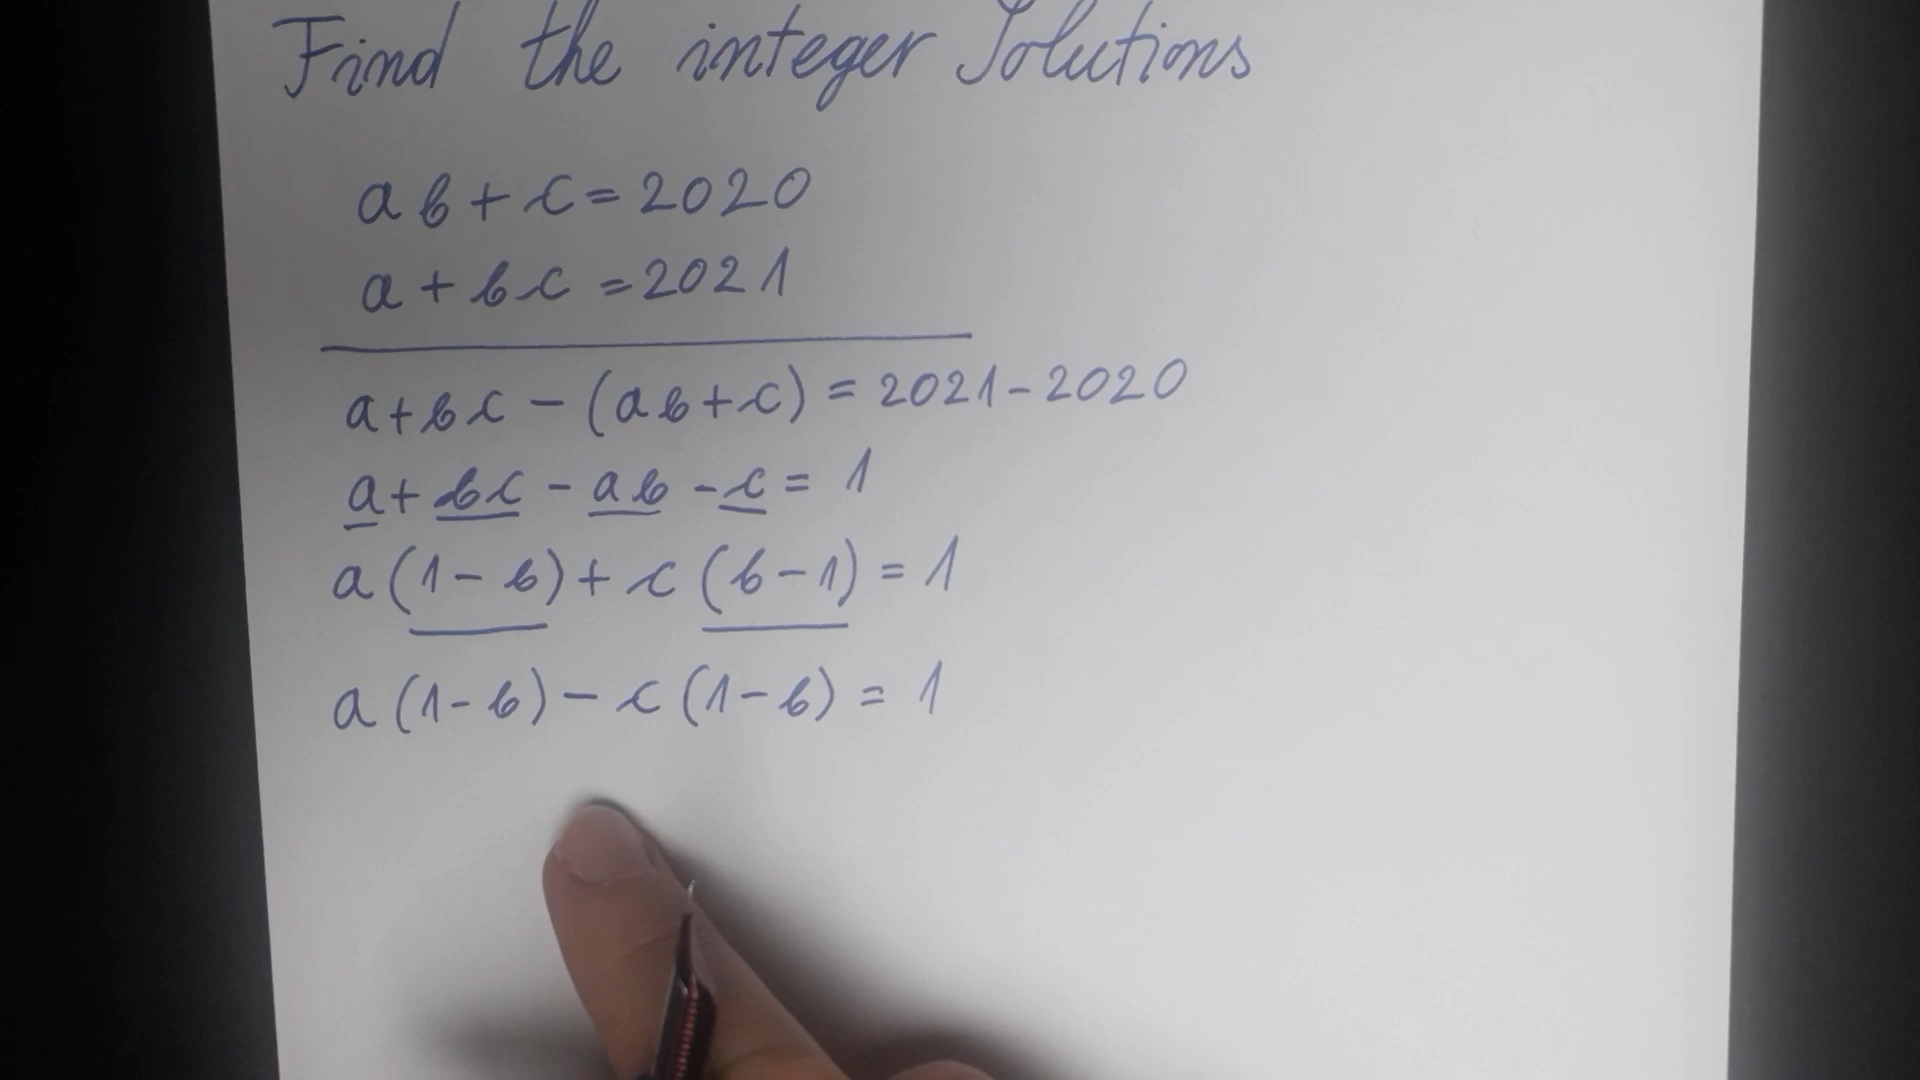 Find the integer Solutions
ab+c=2020
a+bc=2021
a+bc-(ab+c)=2021-2020
a+bc-ab-c=1
a(1-b)+c(b-1)=1
a(1-b)-c(1-b)=1